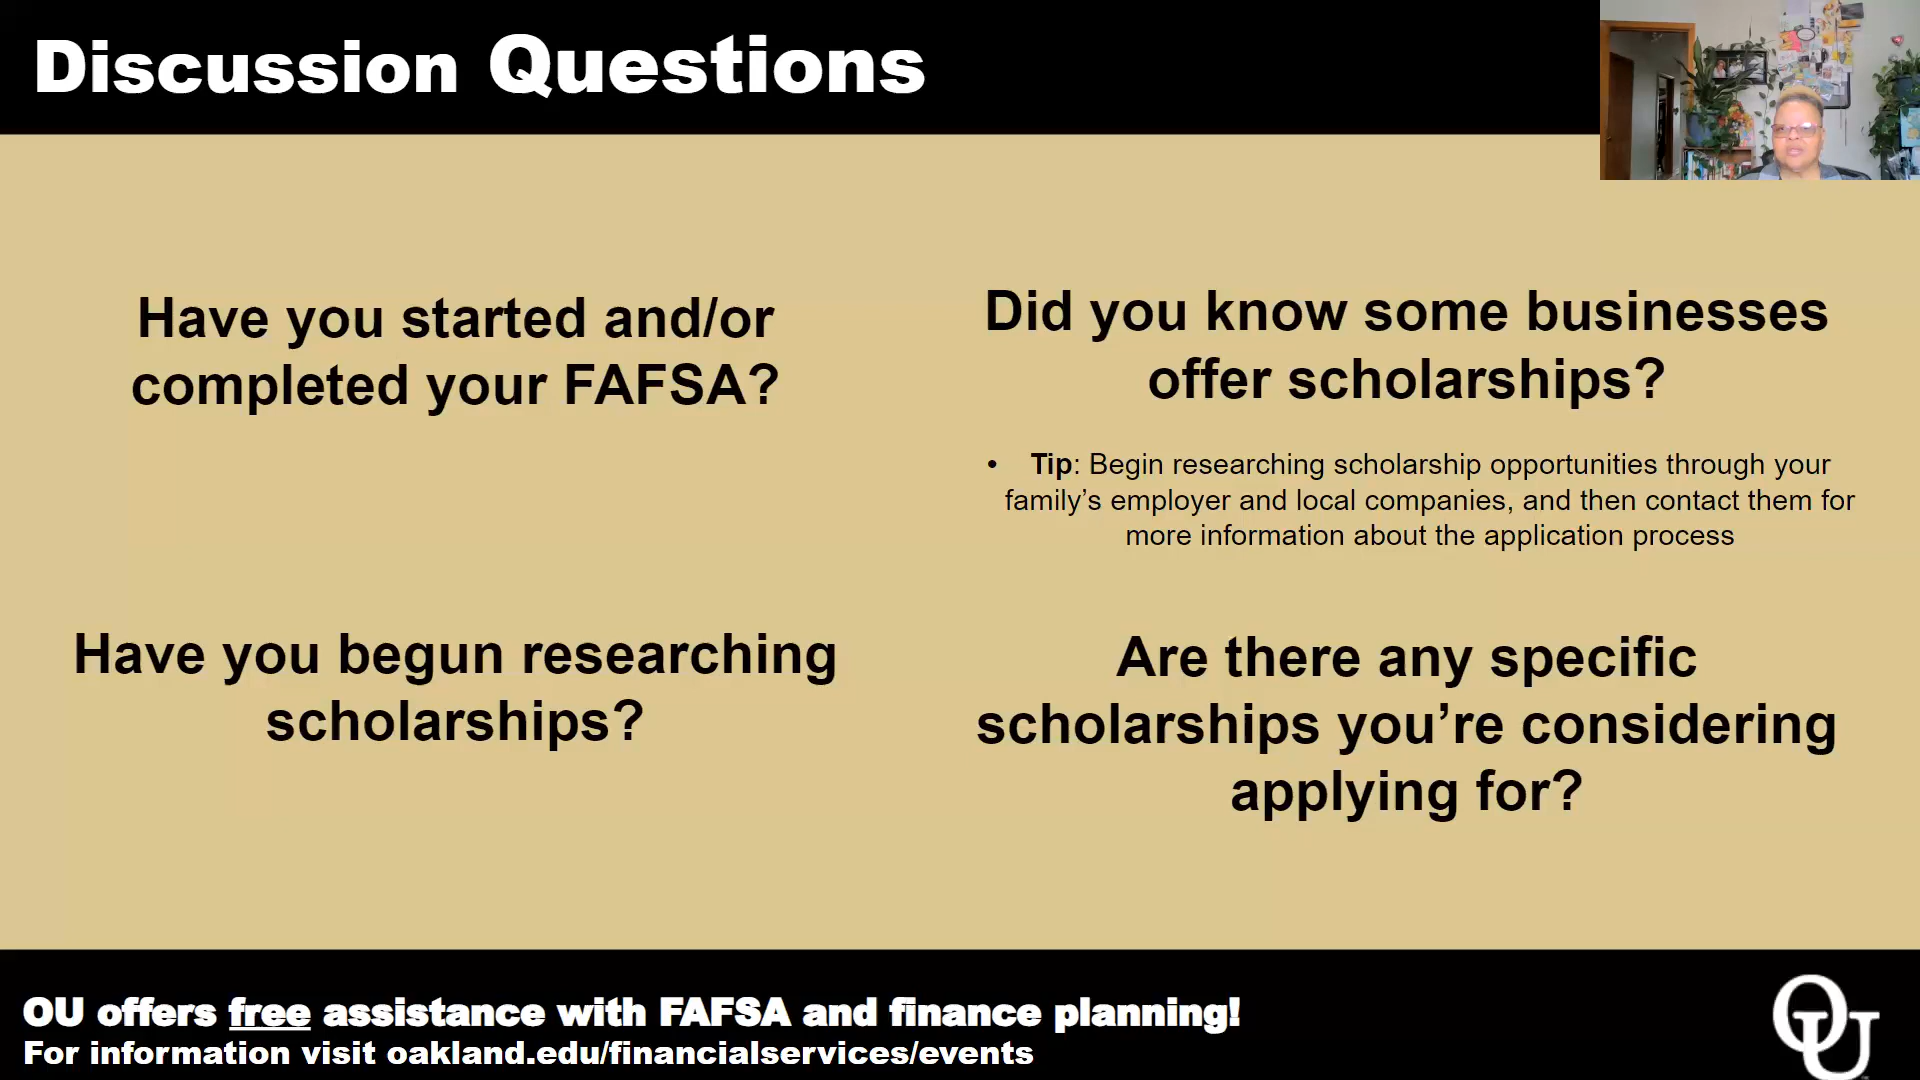 Discussion Questions
Have you started and/or
completed your FAFSA?
Did you know some businesses
offer scholarships?
• Tip: Begin researching scholarship opportunities through your
family’s employer and local companies, and then contact them for
more information about the application process
Have you begun researching
scholarships?
Are there any specific
scholarships you’re considering
applying for?
OU offers free assistance with FAFSA and finance planning!
For information visit oakland.edu/financialservices/events
OU